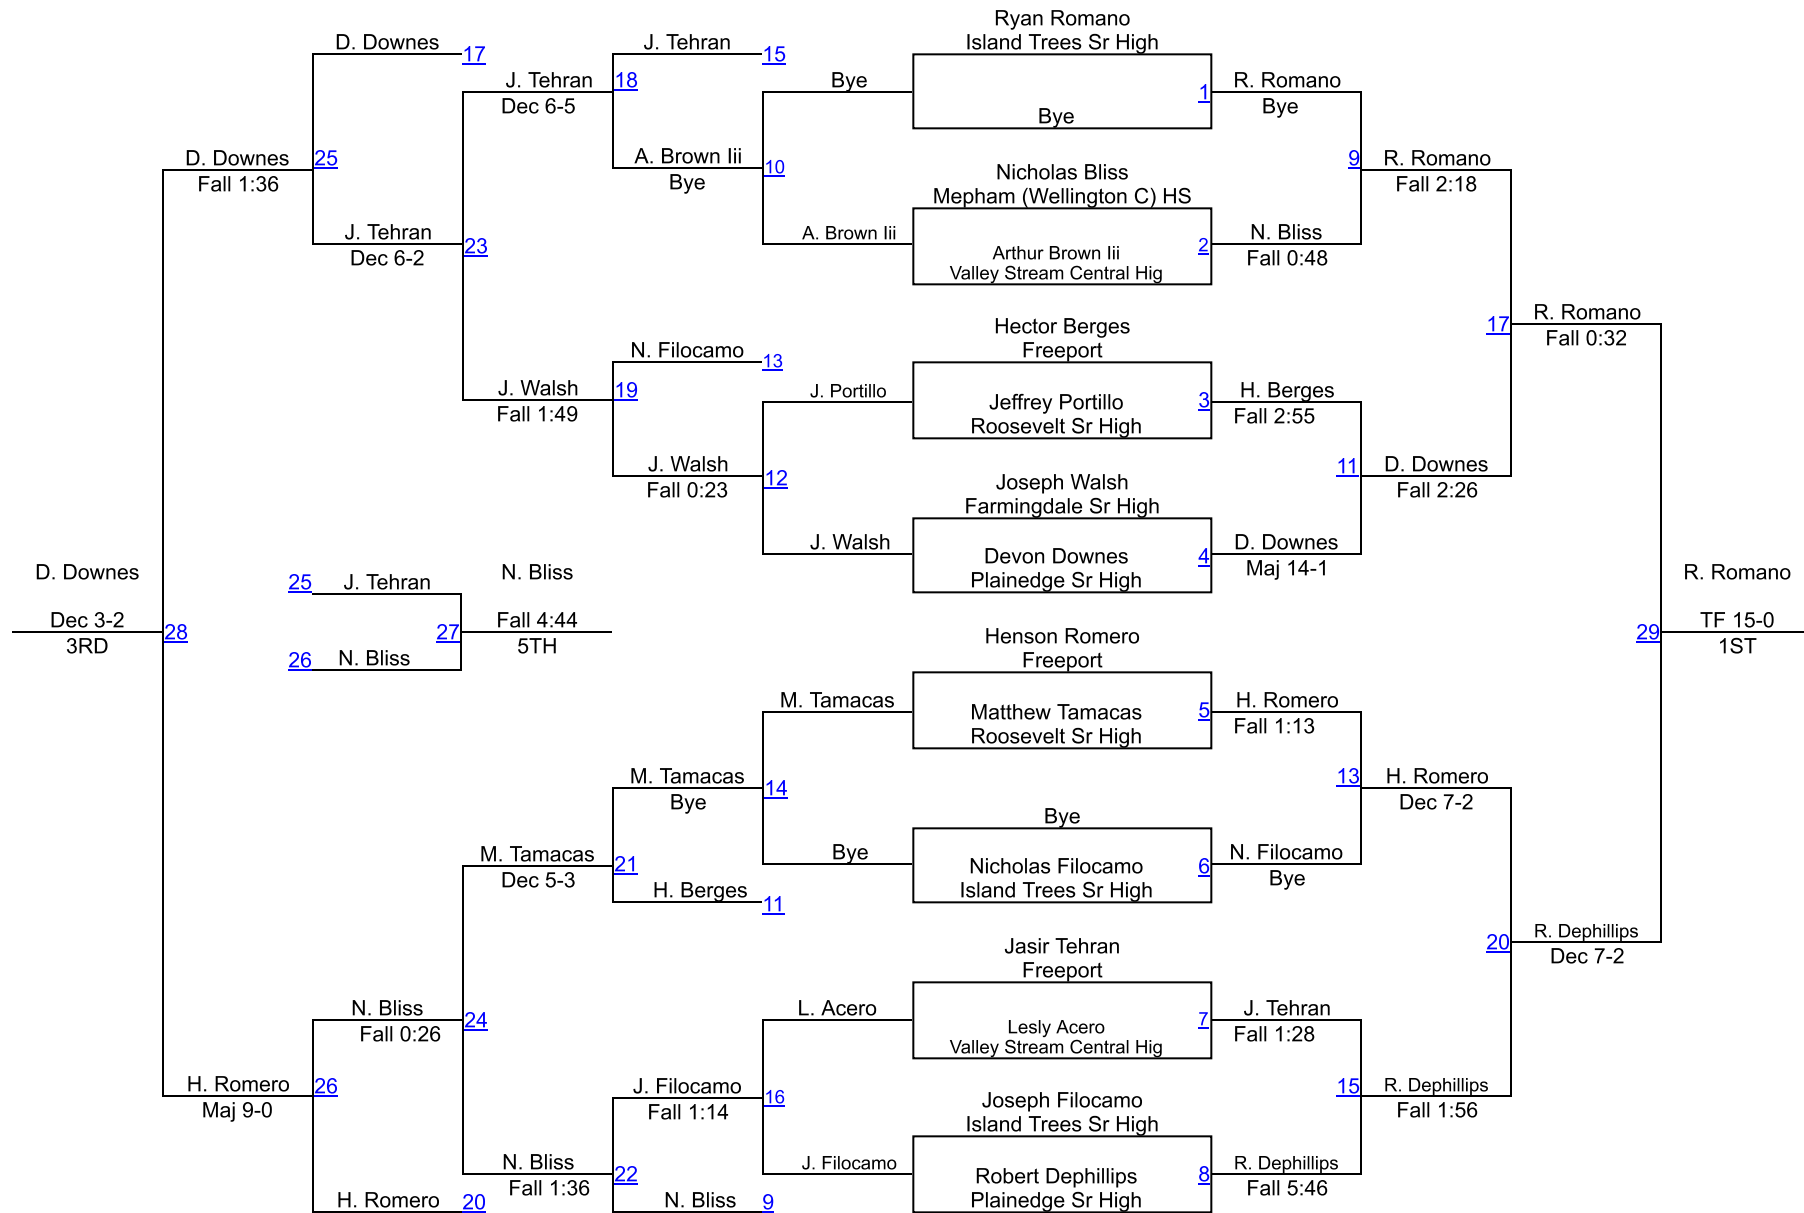 Ryan Romano
D. Downes
J. Tehran
Island Trees Sr High
17
15
J. Tehran
18
Bye
1
R. Romano
Dec 6-5
Bye
Bye
D. Downes
25
A. Brown Iii
10
9
R. Romano
Fall 1:36
Bye
Nicholas Bliss
Fall 2:18
Mepham (Wellington C) HS
J. Tehran
23
A. Brown Iii
2
N. Bliss
Dec 6-2
Arthur Brown Iii
Fall 0:48
Valley Stream Central Hig
Hector Berges
17
R. Romano
N. Filocamo
13
Freeport
Fall 0:32
J. Walsh
19
J. Portillo
3
H. Berges
Fall 1:49
Jeffrey Portillo
Fall 2:55
Roosevelt Sr High
J. Walsh
12
11
D. Downes
Fall 0:23
Joseph Walsh
Fall 2:26
Farmingdale Sr High
J. Walsh
4
D. Downes
Devon Downes
Maj 14-1
D. Downes
25
J. Tehran
N. Bliss
Plainedge Sr High
R. Romano
Dec 3-2
28
27
Fall 4:44
29
TF 15-0
3RD
5TH
1ST
26
N. Bliss
Henson Romero
Freeport
M. Tamacas
5
H. Romero
Matthew Tamacas
Fall 1:13
Roosevelt Sr High
M. Tamacas
14
13
H. Romero
Bye
Dec 7-2
Bye
M. Tamacas
21
Bye
6
N. Filocamo
Dec 5-3
Nicholas Filocamo
Bye
H. Berges
11
Island Trees Sr High
Jasir Tehran
20
R. Dephillips
Freeport
Dec 7-2
N. Bliss
24
L. Acero
7
J. Tehran
Fall 0:26
Lesly Acero
Fall 1:28
Valley Stream Central Hig
H. Romero
26
J. Filocamo
16
15
R. Dephillips
Maj 9-0
Fall 1:14
Joseph Filocamo
Fall 1:56
Island Trees Sr High
N. Bliss
22
J. Filocamo
8
R. Dephillips
Fall 1:36
Robert Dephillips
Fall 5:46
H. Romero
20
N. Bliss
9
Plainedge Sr High